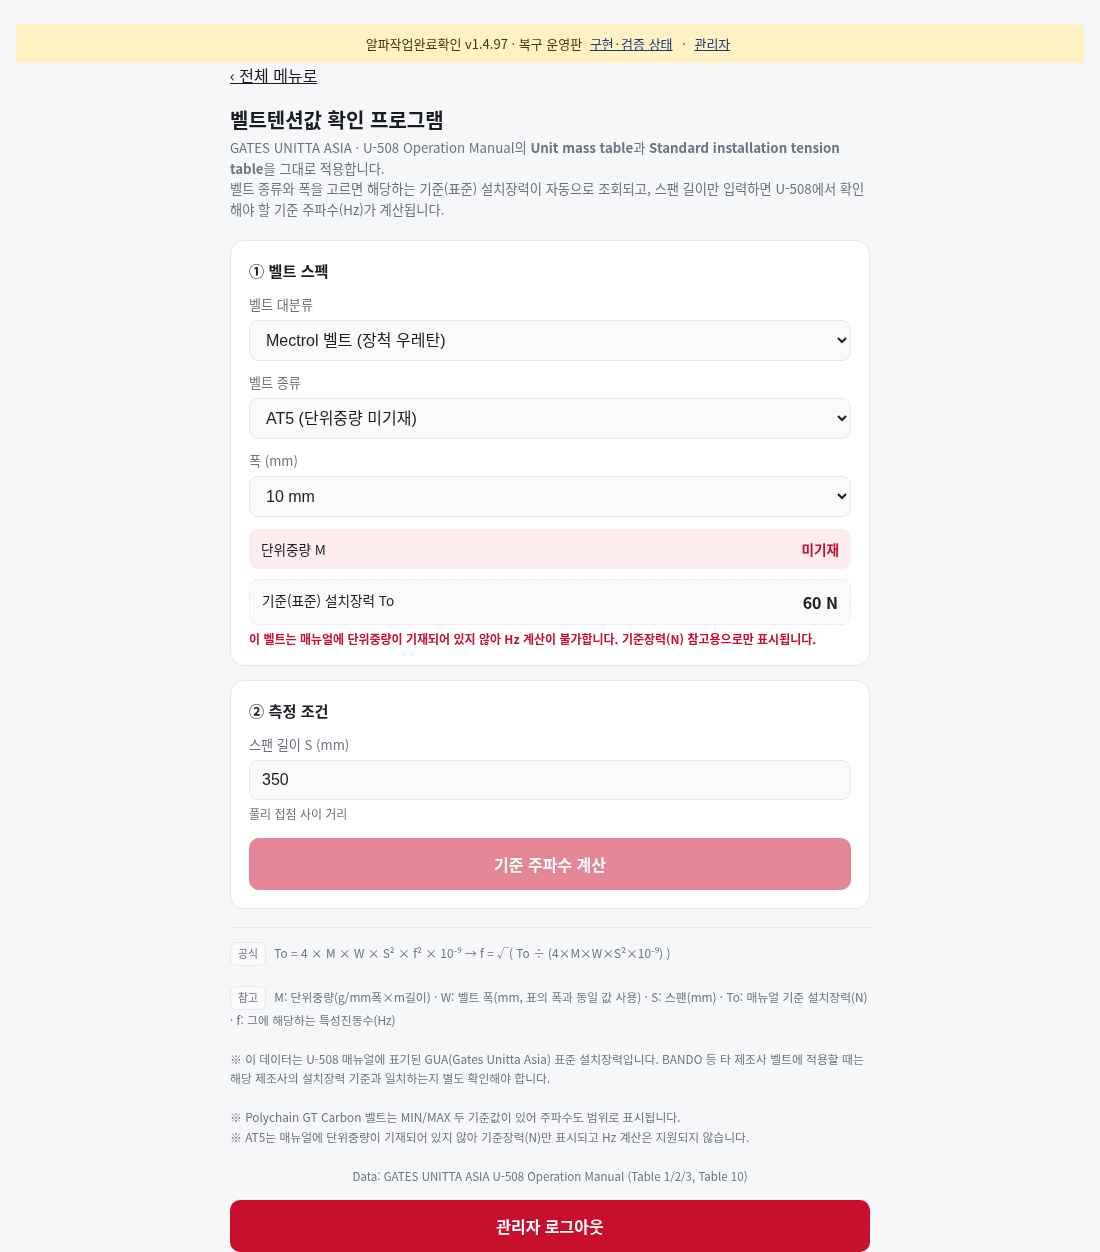 알파작업완료확인 v1.4.97 · 복구 운영판 구현·검증 상태 · 관리자
‹ 전체 메뉴로
벨트텐션값 확인 프로그램
GATES UNITTA ASIA · U-508 Operation Manual의 Unit mass table과 Standard installation tension
table을 그대로 적용합니다.
벨트 종류와 폭을 고르면 해당하는 기준(표준) 설치장력이 자동으로 조회되고, 스팬 길이만 입력하면 U-508에서 확인
해야 할 기준 주파수(Hz)가 계산됩니다.
① 벨트 스펙
벨트 대분류
Mectrol 벨트 (장척 우레탄)
벨트 종류
AT5 (단위중량 미기재)
폭 (mm)
10 mm
단위중량 M 미기재
기준(표준) 설치장력 To 60 N
이 벨트는 매뉴얼에 단위중량이 기재되어 있지 않아 Hz 계산이 불가합니다. 기준장력(N) 참고용으로만 표시됩니다.
② 측정 조건
스팬 길이 S (mm)
350
풀리 접점 사이 거리
기준 주파수 계산
공식 To = 4 × M × W × S² × f² × 10⁻⁹ → f = √( To ÷ (4×M×W×S²×10⁻⁹) )
참고 M: 단위중량(g/mm폭×m길이) · W: 벨트 폭(mm, 표의 폭과 동일 값 사용) · S: 스팬(mm) · To: 매뉴얼 기준 설치장력(N)
· f: 그에 해당하는 특성진동수(Hz)
※ 이 데이터는 U-508 매뉴얼에 표기된 GUA(Gates Unitta Asia) 표준 설치장력입니다. BANDO 등 타 제조사 벨트에 적용할 때는
해당 제조사의 설치장력 기준과 일치하는지 별도 확인해야 합니다.
※ Polychain GT Carbon 벨트는 MIN/MAX 두 기준값이 있어 주파수도 범위로 표시됩니다.
※ AT5는 매뉴얼에 단위중량이 기재되어 있지 않아 기준장력(N)만 표시되고 Hz 계산은 지원되지 않습니다.
Data: GATES UNITTA ASIA U-508 Operation Manual (Table 1/2/3, Table 10)
관리자 로그아웃